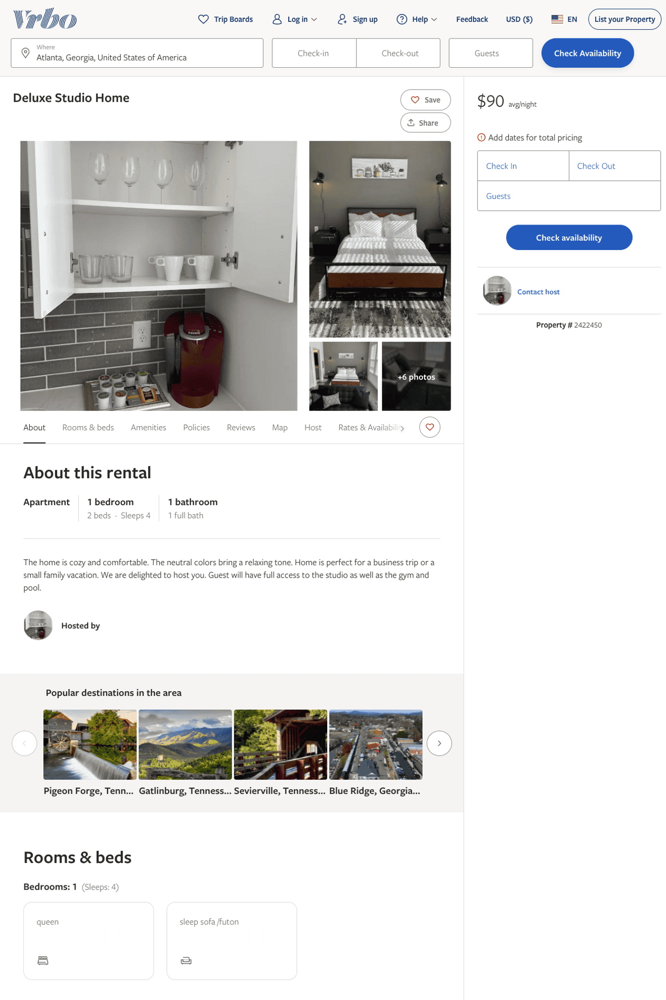 Vrbo
Trip Boards
Log in
Sign up
Help
Feedback
USD ($)
EN
List your Property
Where
Atlanta, Georgia, United States of America
Check-in
Check-out
Guests
Check Availability
Deluxe Studio Home
Save
Share
$90 avg/night
Add dates for total pricing
Check In
Check Out
Guests
Check availability
Contact host
Property # 2422450
KEURIG
+6 photos
About
Rooms & beds
Amenities
Policies
Reviews
Map
Host
Rates & Availabili
About this rental
Apartment
1 bedroom
2 beds · Sleeps 4
1 bathroom
1 full bath
The home is cozy and comfortable. The neutral colors bring a relaxing tone. Home is perfect for a business trip or a
small family vacation. We are delighted to host you. Guest will have full access to the studio as well as the gym and
pool.
Hosted by
Popular destinations in the area
Pigeon Forge, Tenn...
Gatlinburg, Tenness...
Sevierville, Tenness...
Blue Ridge, Georgia...
Rooms & beds
Bedrooms: 1 (Sleeps: 4)
queen
sleep sofa /futon